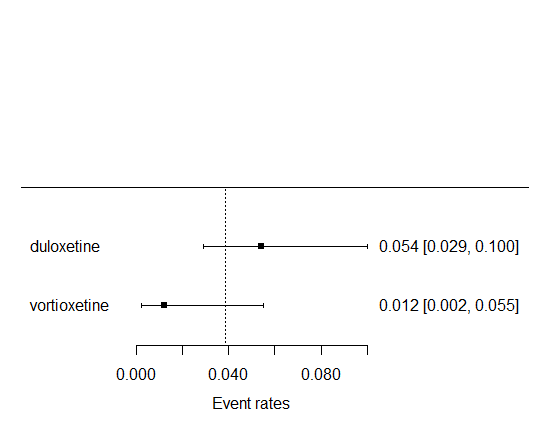 duloxetine 0.054 [0.029, 0.100]
vortioxetine 0.012 [0.002, 0.055]
0.000 0.040 0.080
Event rates